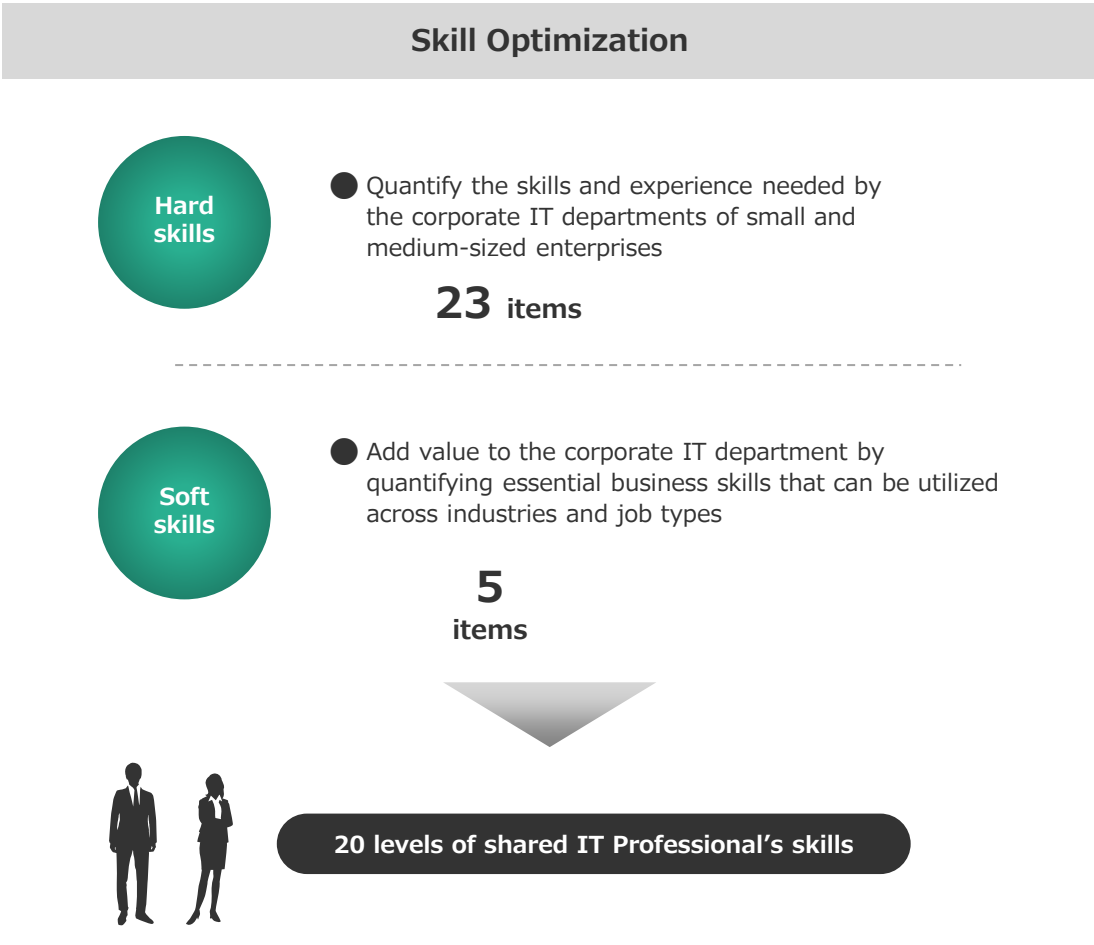 Skill Optimization
Hard
skills
● Quantify the skills and experience needed by
the corporate IT departments of small and
medium-sized enterprises
23 items
Soft
skills
● Add value to the corporate IT department by
quantifying essential business skills that can be utilized
across industries and job types
5
items
20 levels of shared IT Professional’s skills